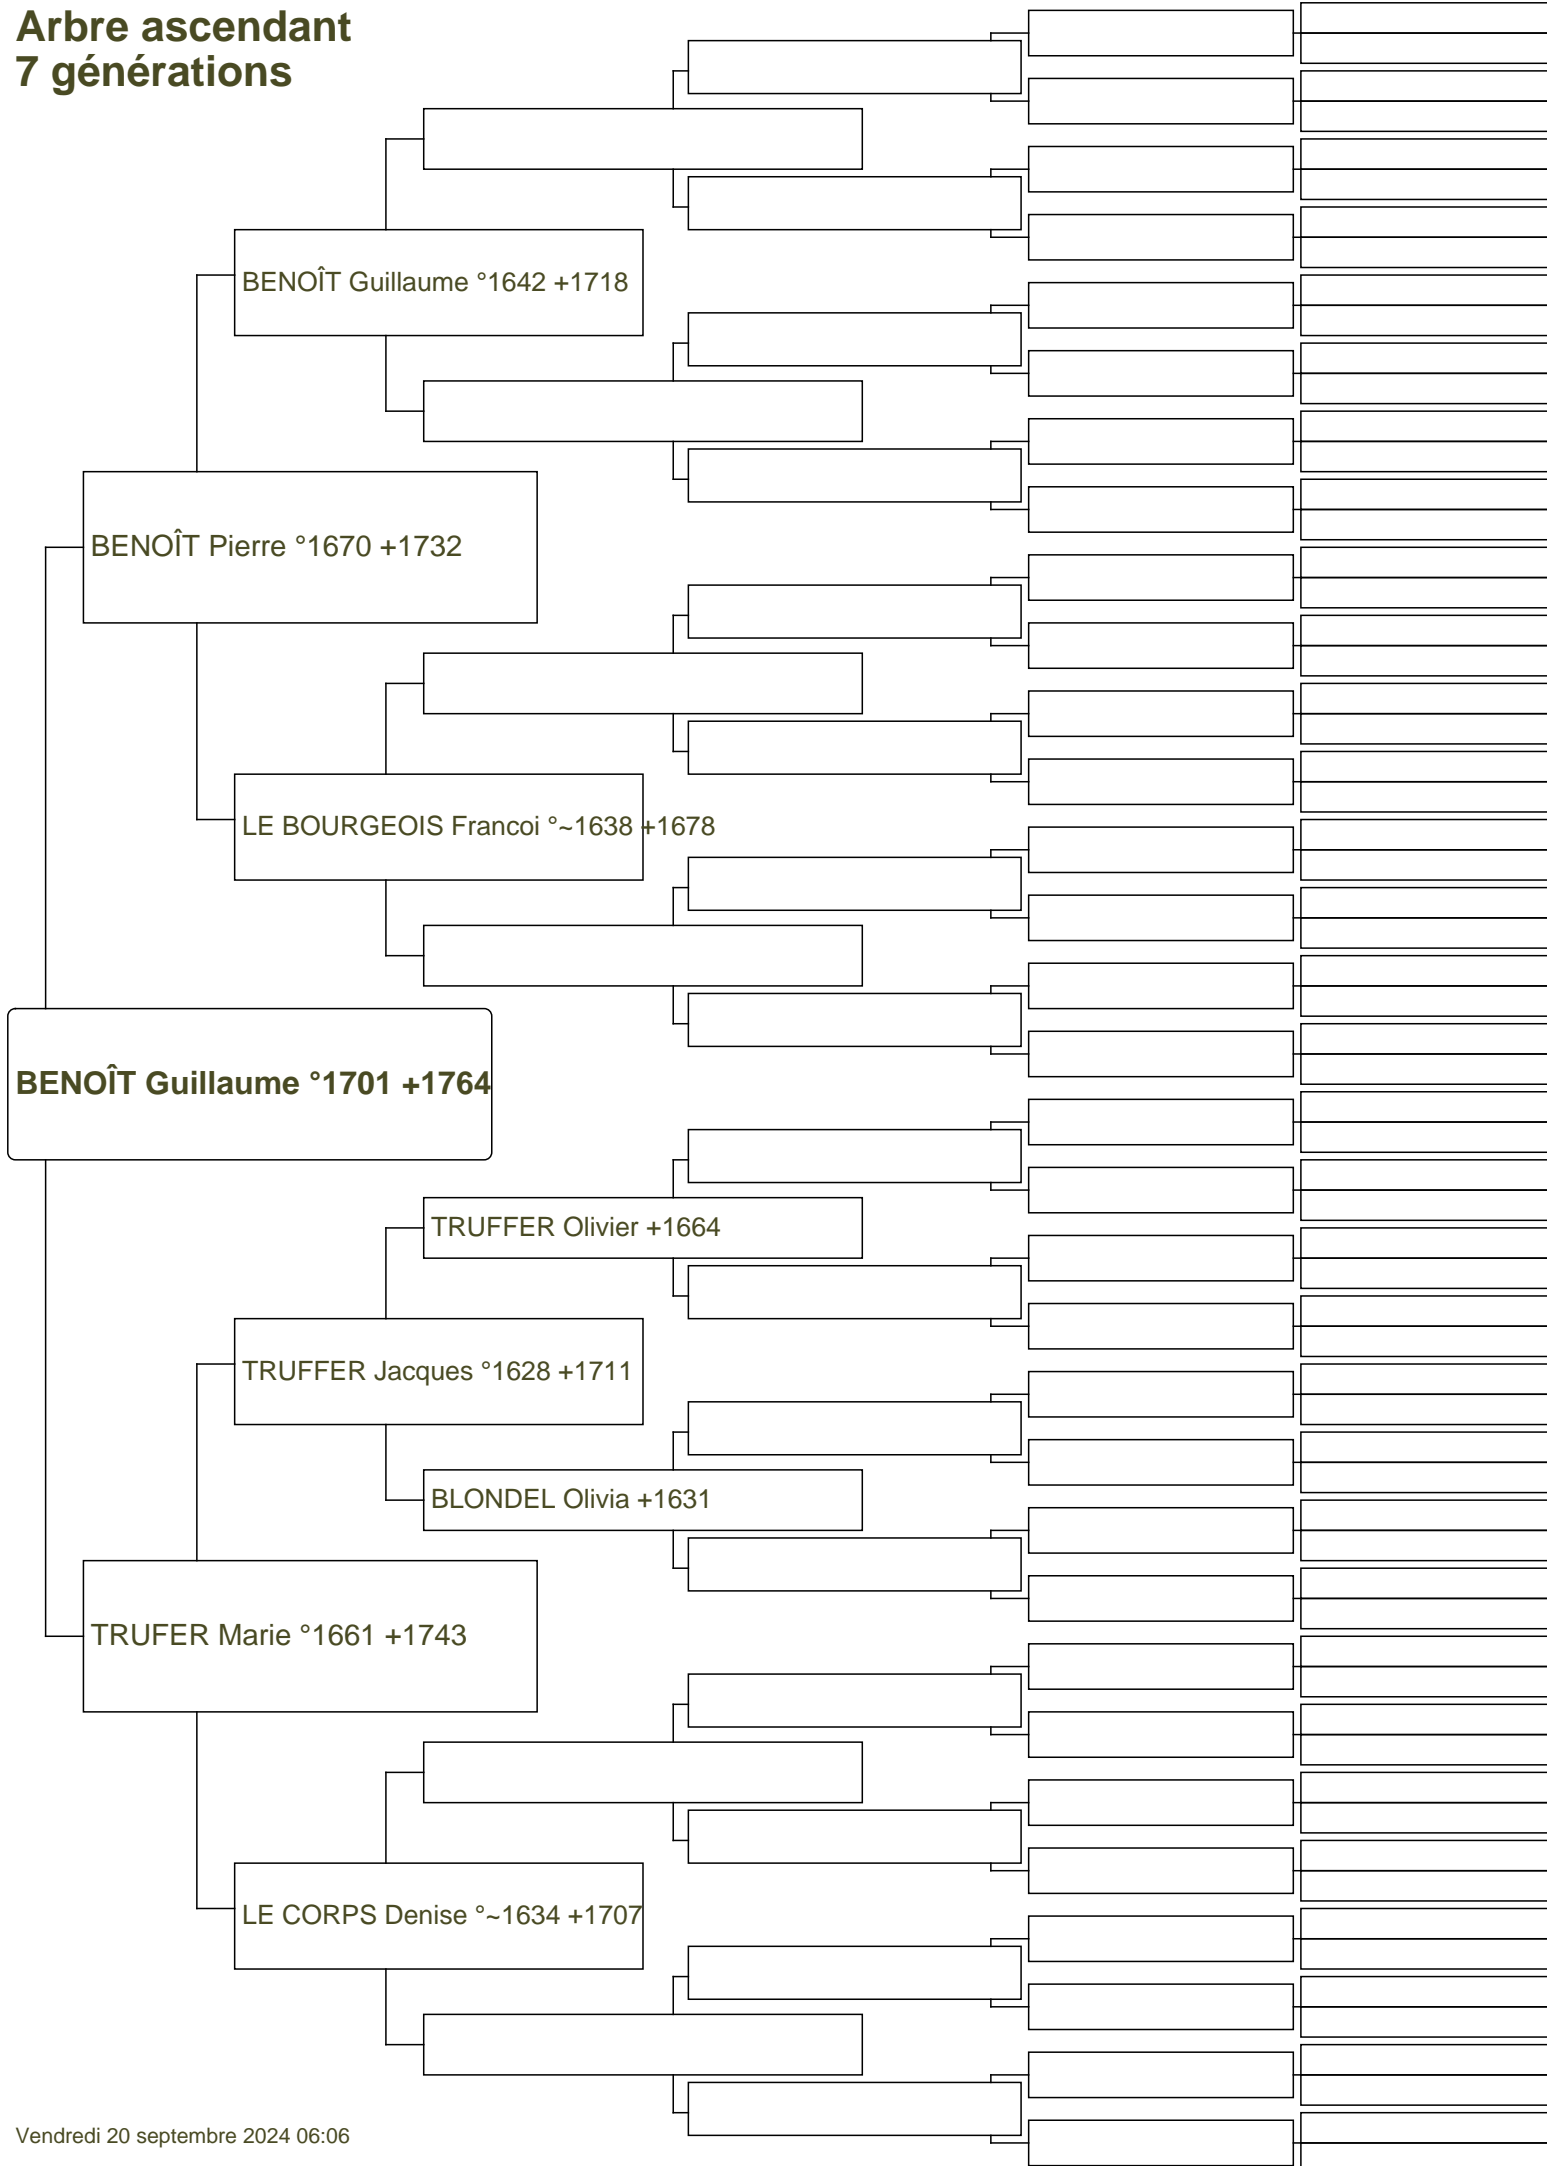 Arbre ascendant
7 générations
BENOÎT Guillaume °1642 +1718
BENOÎT Pierre °1670 +1732
LE BOURGEOIS Francoi °~1638 +1678
BENOÎT Guillaume °1701 +1764
TRUFFER Olivier +1664
TRUFFER Jacques °1628 +1711
BLONDEL Olivia +1631
TRUFER Marie °1661 +1743
LE CORPS Denise °~1634 +1707
Vendredi 20 septembre 2024 06:06